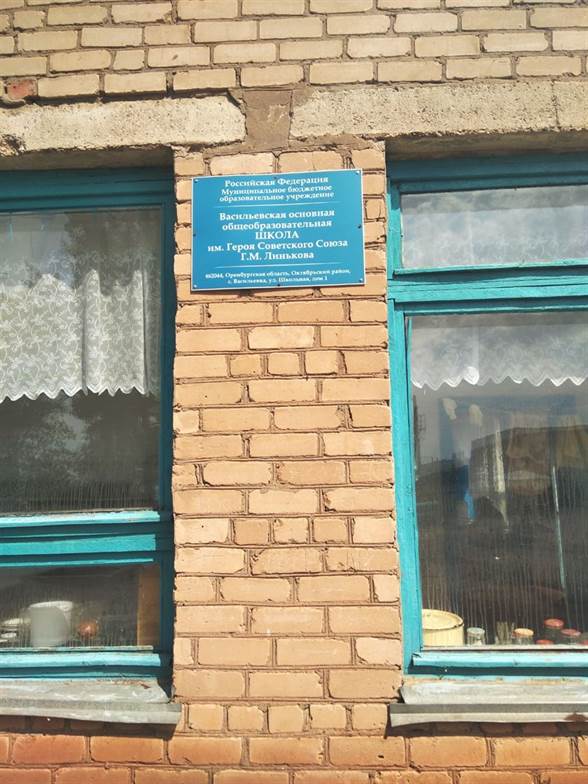 Российская Федерация
Муниципальное бюджетное
образовательное учреждение
Васильевская основная
общеобразовательная
ШКОЛА
им. Героя Советского Союза
Г.М. Линькова
462044, Оренбургская область, Октябрьский район,
с. Васильевка, ул. Школьная, дом 1